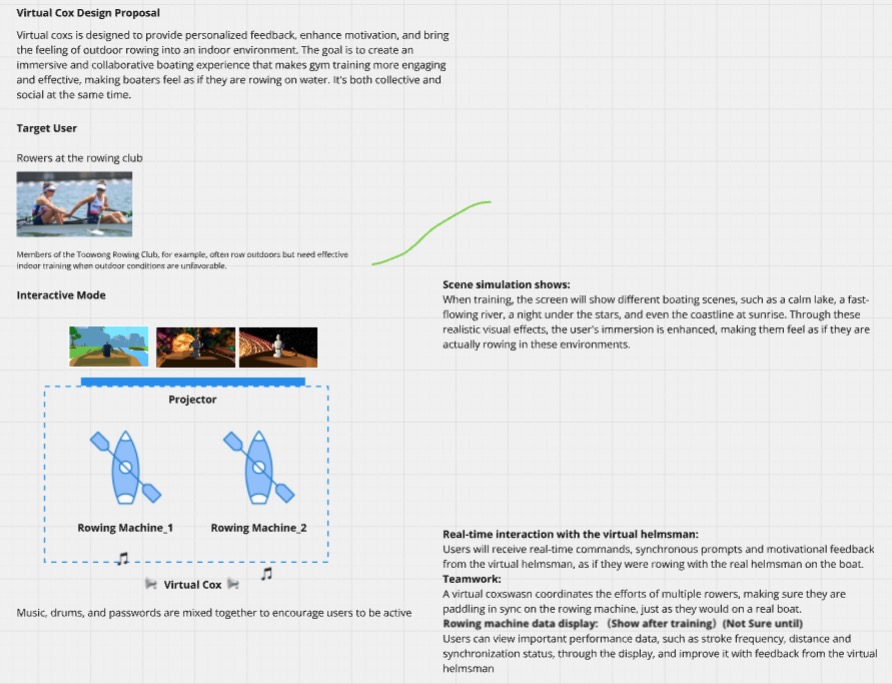 Virtual Cox Design Proposal
Virtual coxs is designed to provide personalized feedback, enhance motivation, and bring
the feeling of outdoor rowing into an indoor environment. The goal is to create an
immersive and collaborative boating experience that makes gym training more engaging
and effective, making boaters feel as if they are rowing on water. It's both collective and
social at the same time.
Target User
Rowers at the rowing club
Members of the Toowong Rowing Club, for example, often row outdoors but need effective
indoor training when outdoor conditions are unfavorable.
Interactive Mode
Projector
Rowing Machine_1
Rowing Machine_2
Virtual Cox
Music, drums, and passwords are mixed together to encourage users to be active
Scene simulation shows:
When training, the screen will show different boating scenes, such as a calm lake, a fast-
flowing river, a night under the stars, and even the coastline at sunrise. Through these
realistic visual effects, the user's immersion is enhanced, making them feel as if they are
actually rowing in these environments.
Real-time interaction with the virtual helmsman:
Users will receive real-time commands, synchronous prompts and motivational feedback
from the virtual helmsman, as if they were rowing with the real helmsman on the boat.
Teamwork:
A virtual coxswasn coordinates the efforts of multiple rowers, making sure they are
paddling in sync on the rowing machine, just as they would on a real boat.
Rowing machine data display: （Show after training）(Not Sure until)
Users can view important performance data, such as stroke frequency, distance and
synchronization status, through the display, and improve it with feedback from the virtual
helmsman